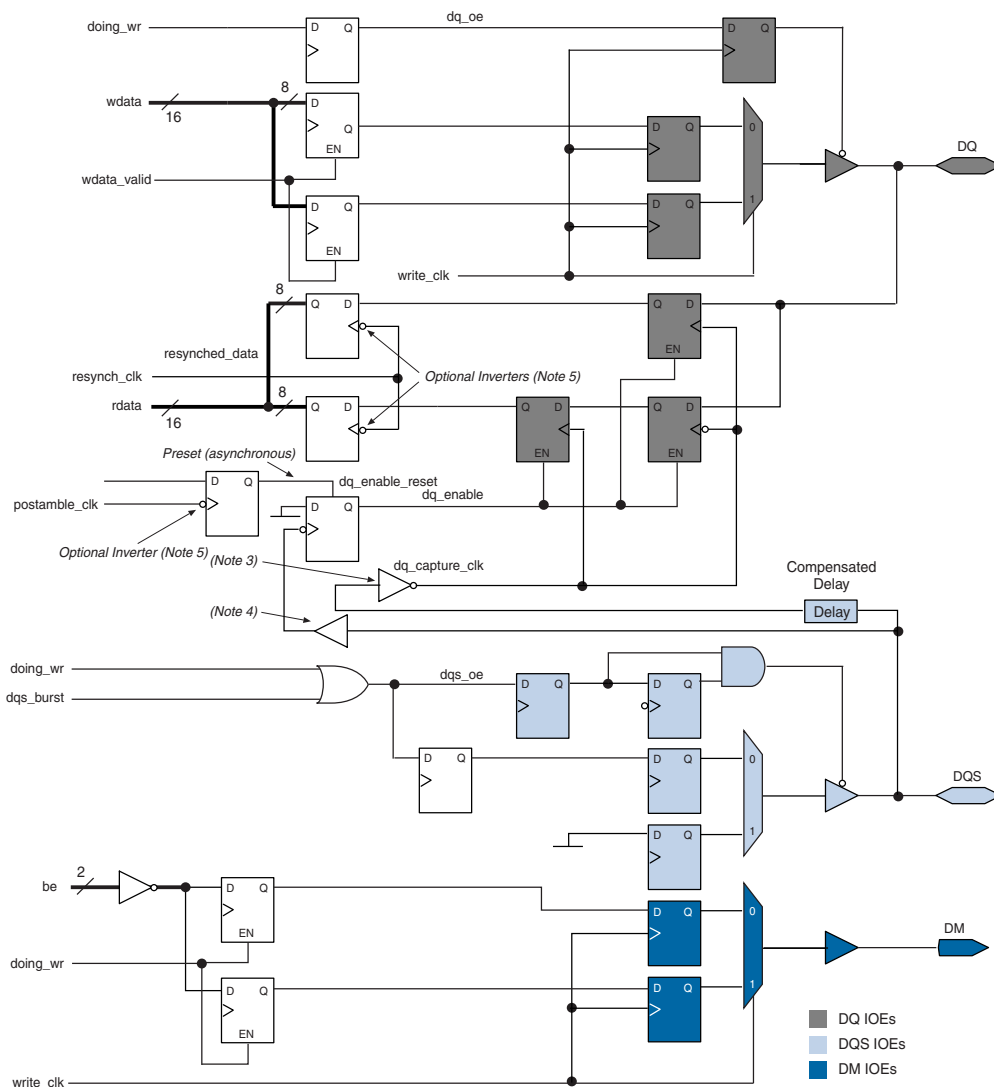 doing_wr
D Q
dq_oe
D Q
wdata
16
8
D
Q
EN
D Q
0
DQ
wdata_valid
D Q
EN
D Q
1
write_clk
8
Q D
Q D
EN
resynched_data
resynch_clk
Optional Inverters (Note 5)
rdata
16
8
Q D
Q D
EN
Q D
EN
Preset (asynchronous)
D Q
dq_enable_reset
postamble_clk
D Q
dq_enable
Optional Inverter (Note 5)
(Note 3)
dq_capture_clk
Compensated
Delay
Delay
(Note 4)
doing_wr
dqs_burst
dqs_oe
D Q
D Q
D Q
D Q
0
DQS
D Q
1
be
2
D Q
EN
D Q
0
DM
doing_wr
D Q
EN
D Q
1
DQ IOEs
DQS IOEs
DM IOEs
write_clk